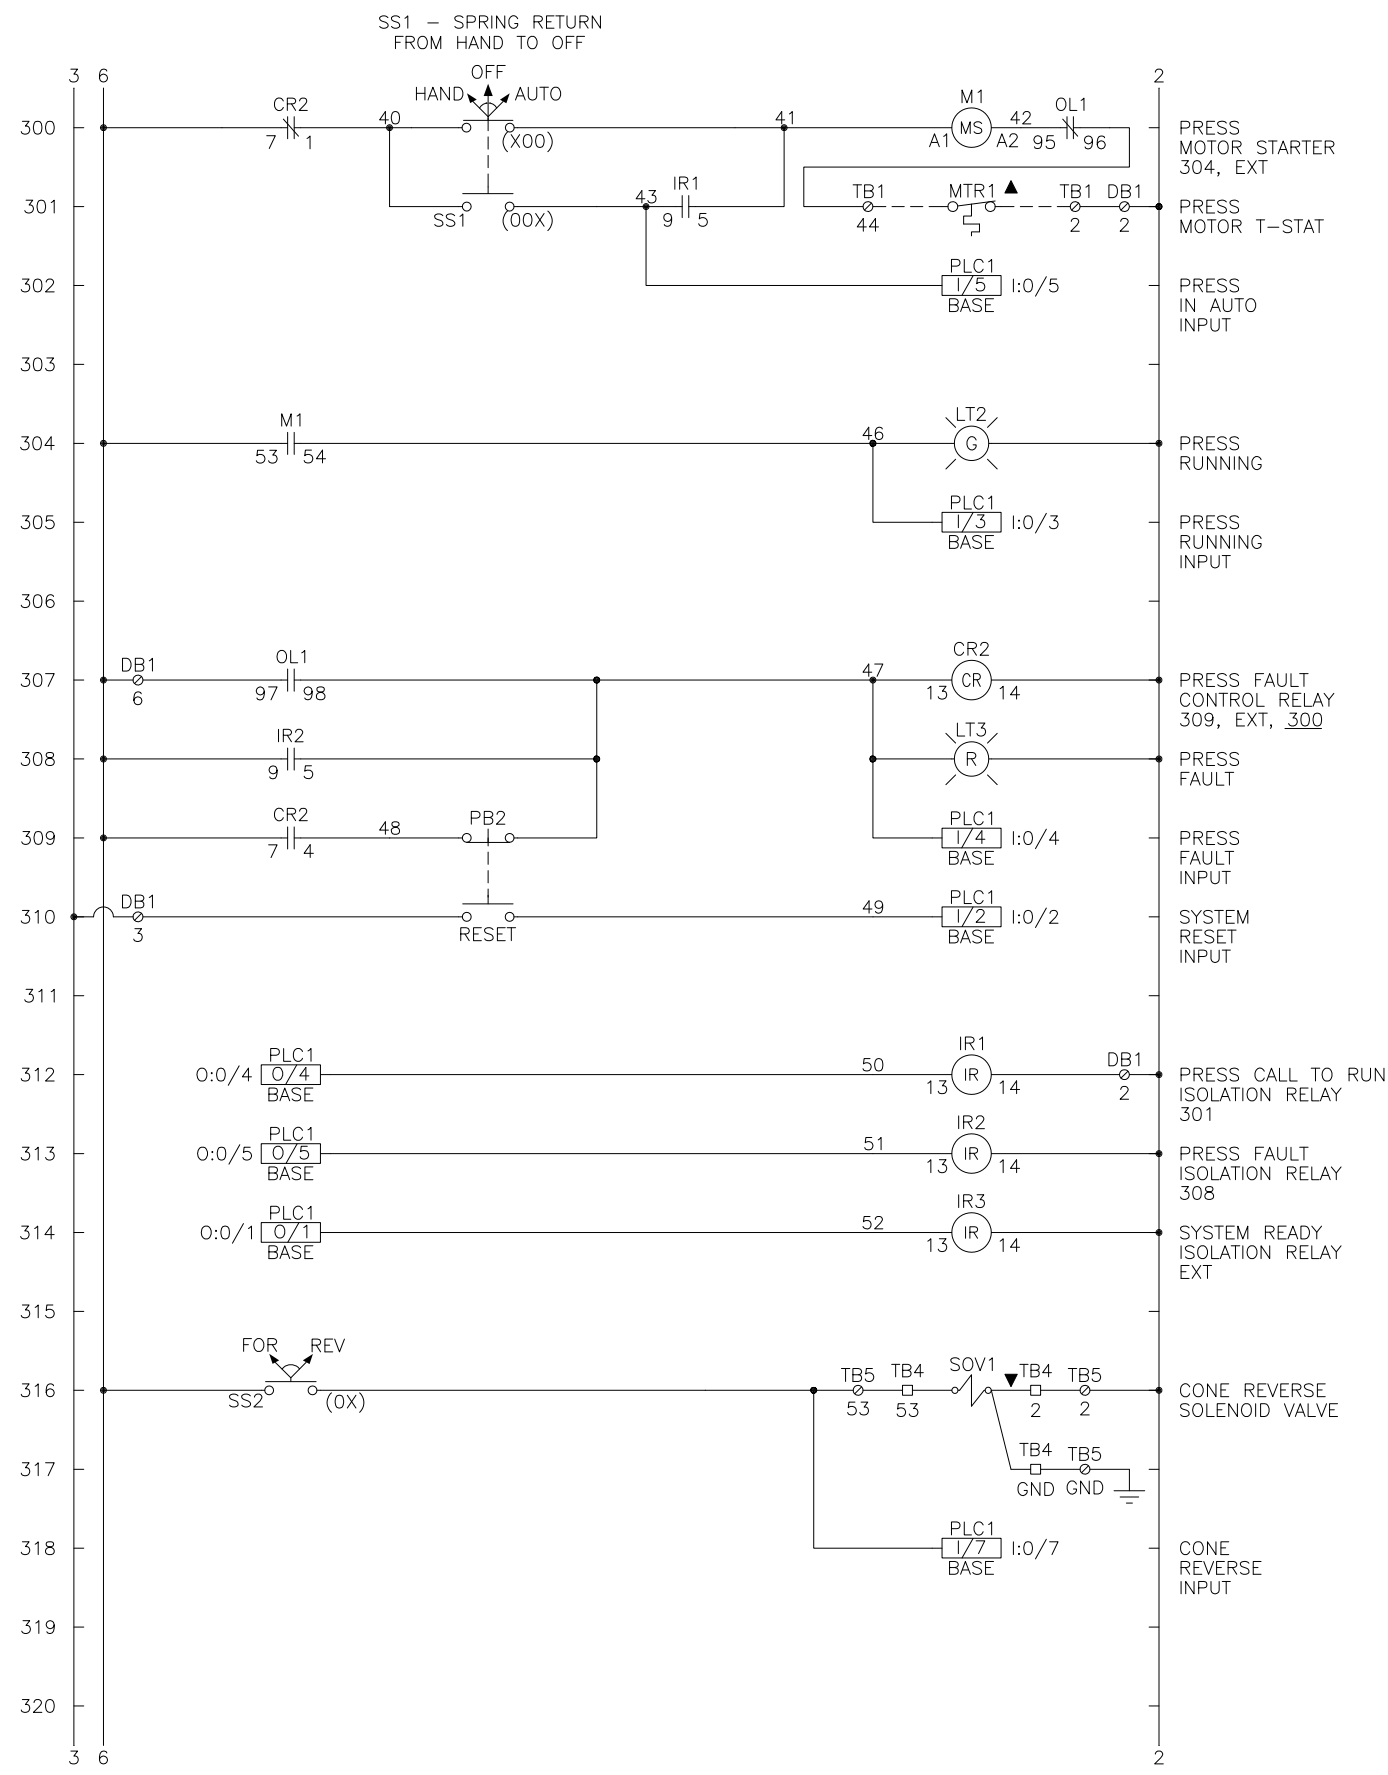 SS1 – SPRING RETURN
FROM HAND TO OFF
3 6
2
OFF
HAND AUTO
300
CR2
7 1
40
(X00)
41
M1
MS
A1 A2
42
OL1
95 96
PRESS
MOTOR STARTER
304, EXT
301
SS1
(00X)
43
IR1
9 5
TB1
44
MTR1
TB1
2
DB1
2
PRESS
MOTOR T–STAT
302
PLC1
I/5
BASE
I:0/5
PRESS
IN AUTO
INPUT
303
304
M1
53 54
46
LT2
G
PRESS
RUNNING
305
PLC1
I/3
BASE
I:0/3
PRESS
RUNNING
INPUT
306
307
DB1
6
OL1
97 98
47
CR2
CR
13 14
PRESS FAULT
CONTROL RELAY
309, EXT, 300
308
IR2
9 5
LT3
R
PRESS
FAULT
309
CR2
7 4
48
PB2
PLC1
I/4
BASE
I:0/4
PRESS
FAULT
INPUT
310
DB1
3
RESET
49
PLC1
I/2
BASE
I:0/2
SYSTEM
RESET
INPUT
311
312
O:0/4
PLC1
O/4
BASE
50
IR1
IR
13 14
DB1
2
PRESS CALL TO RUN
ISOLATION RELAY
301
313
O:0/5
PLC1
O/5
BASE
51
IR2
IR
13 14
PRESS FAULT
ISOLATION RELAY
308
314
O:0/1
PLC1
O/1
BASE
52
IR3
IR
13 14
SYSTEM READY
ISOLATION RELAY
EXT
315
FOR REV
316
SS2
(0X)
TB5
53
TB4
53
SOV1
TB4
2
TB5
2
CONE REVERSE
SOLENOID VALVE
317
TB4
GND
TB5
GND
318
PLC1
I/7
BASE
I:0/7
CONE
REVERSE
INPUT
319
320
3 6
2